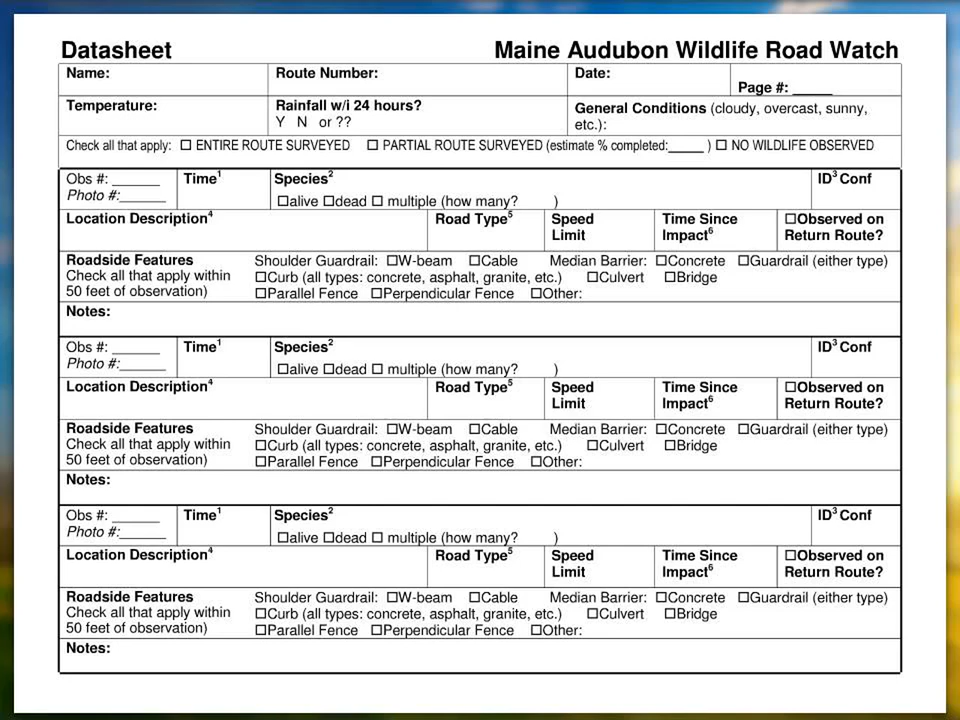 Datasheet Maine Audubon Wildlife Road Watch
Name: Route Number: Date: Page #: _____
Temperature: Rainfall w/i 24 hours? General Conditions (cloudy, overcast, sunny,
Y N or ?? etc.):
Check all that apply: ☐ ENTIRE ROUTE SURVEYED ☐ PARTIAL ROUTE SURVEYED (estimate % completed:_____ ) ☐ NO WILDLIFE OBSERVED
Obs #: ______ Time¹ Species² ID³ Conf
Photo #:______ ☐alive ☐dead ☐ multiple (how many? )
Location Description⁴ Road Type⁵ Speed Time Since ☐Observed on
Limit Impact⁶ Return Route?
Roadside Features Shoulder Guardrail: ☐W-beam ☐Cable Median Barrier: ☐Concrete ☐Guardrail (either type)
Check all that apply within ☐Curb (all types: concrete, asphalt, granite, etc.) ☐Culvert ☐Bridge
50 feet of observation) ☐Parallel Fence ☐Perpendicular Fence ☐Other:
Notes:
Obs #: ______ Time¹ Species² ID³ Conf
Photo #:______ ☐alive ☐dead ☐ multiple (how many? )
Location Description⁴ Road Type⁵ Speed Time Since ☐Observed on
Limit Impact⁶ Return Route?
Roadside Features Shoulder Guardrail: ☐W-beam ☐Cable Median Barrier: ☐Concrete ☐Guardrail (either type)
Check all that apply within ☐Curb (all types: concrete, asphalt, granite, etc.) ☐Culvert ☐Bridge
50 feet of observation) ☐Parallel Fence ☐Perpendicular Fence ☐Other:
Notes:
Obs #: ______ Time¹ Species² ID³ Conf
Photo #:______ ☐alive ☐dead ☐ multiple (how many? )
Location Description⁴ Road Type⁵ Speed Time Since ☐Observed on
Limit Impact⁶ Return Route?
Roadside Features Shoulder Guardrail: ☐W-beam ☐Cable Median Barrier: ☐Concrete ☐Guardrail (either type)
Check all that apply within ☐Curb (all types: concrete, asphalt, granite, etc.) ☐Culvert ☐Bridge
50 feet of observation) ☐Parallel Fence ☐Perpendicular Fence ☐Other:
Notes: